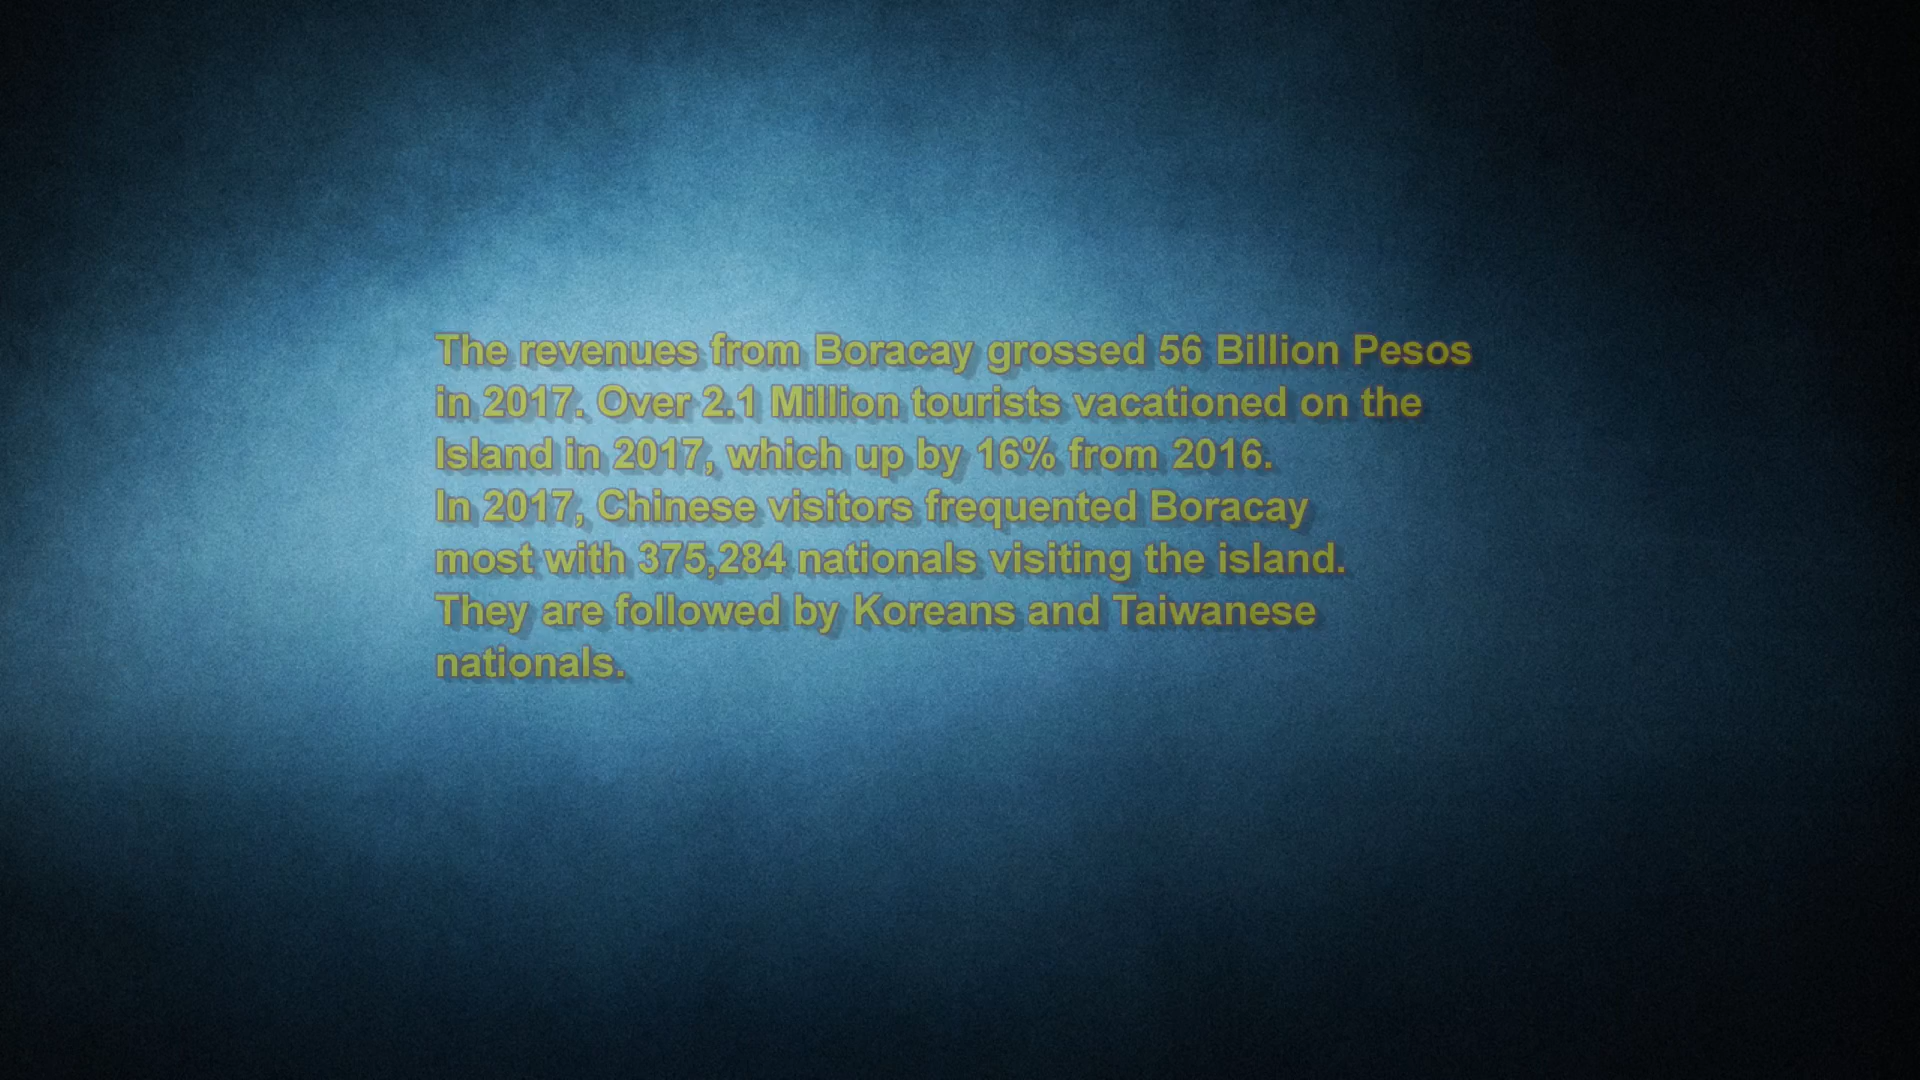 The revenues from Boracay grossed 56 Billion Pesos
in 2017. Over 2.1 Million tourists vacationed on the
Island in 2017, which up by 16% from 2016.
In 2017, Chinese visitors frequented Boracay
most with 375,284 nationals visiting the island.
They are followed by Koreans and Taiwanese
nationals.